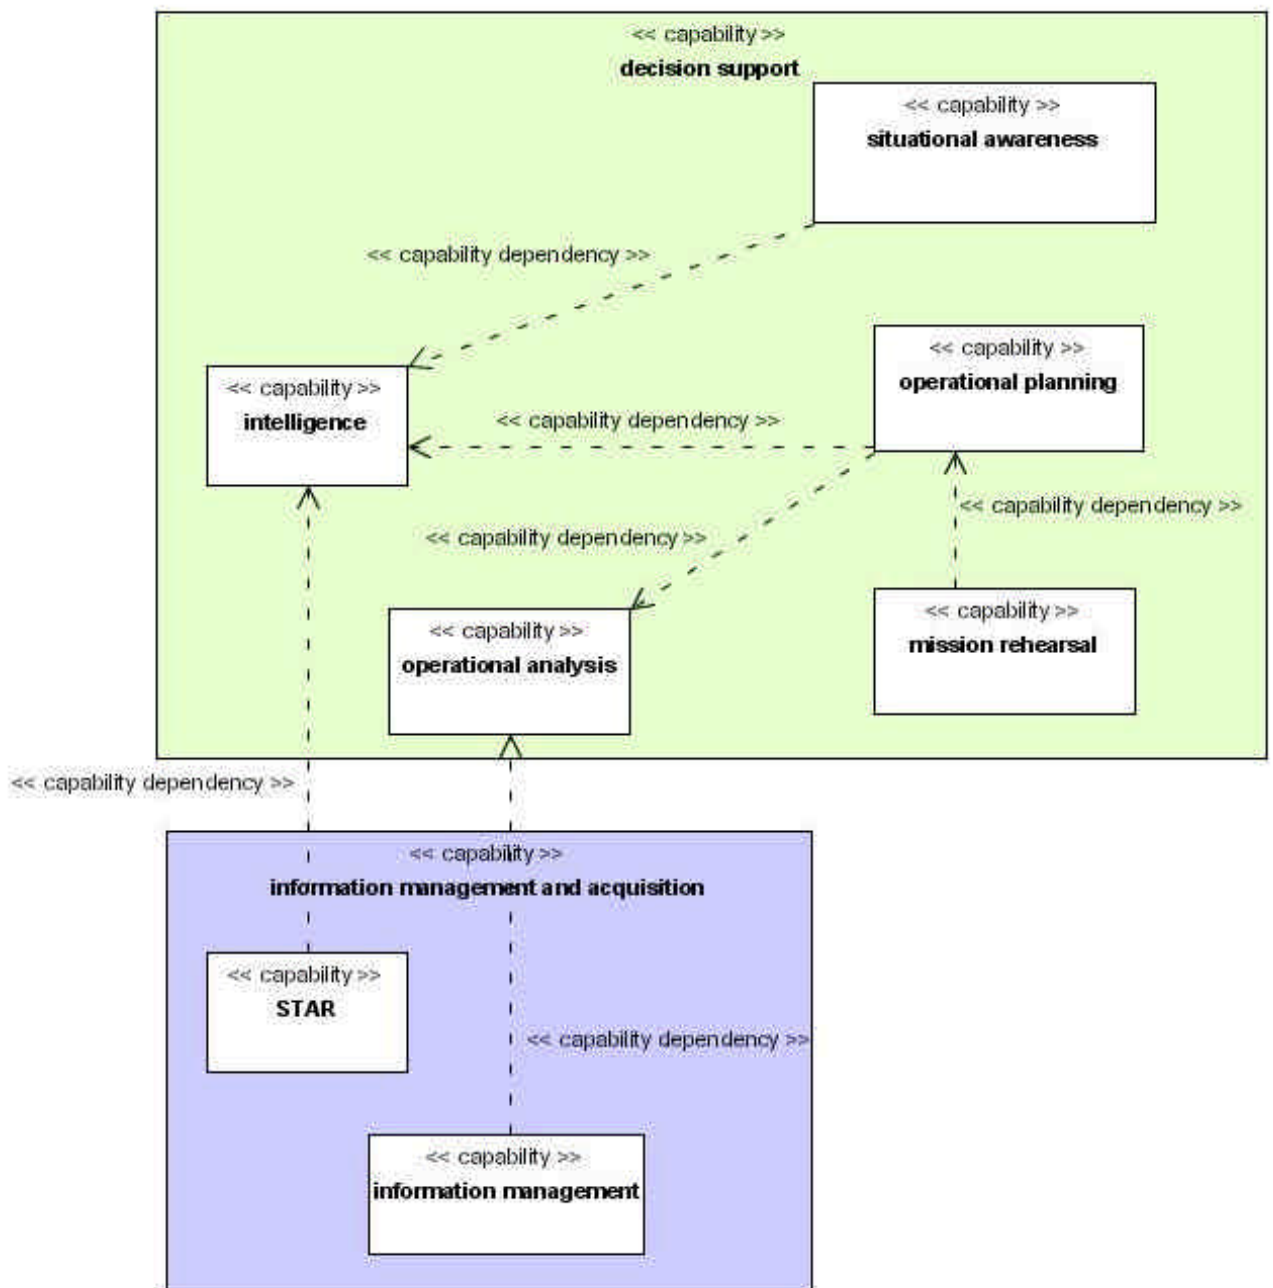 << capability >>
decision support
<< capability >>
situational awareness
<< capability dependency >>
<< capability >>
operational planning
<< capability >>
intelligence
<< capability dependency >>
<< capability dependency >>
<< capability dependency >>
<< capability >>
operational analysis
<< capability >>
mission rehearsal
<< capability dependency >>
<< capability >>
information management and acquisition
<< capability >>
STAR
<< capability dependency >>
<< capability >>
information management